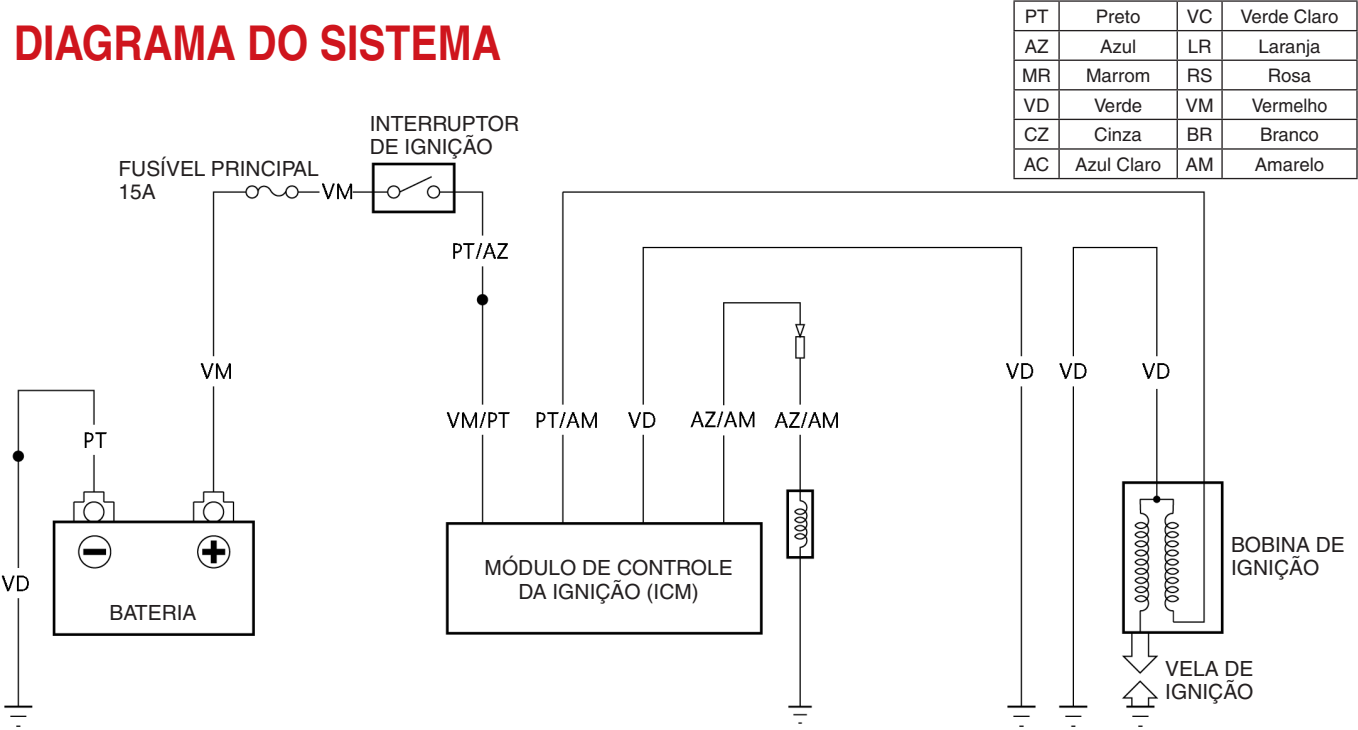 DIAGRAMA DO SISTEMA
PT Preto VC Verde Claro
AZ Azul LR Laranja
MR Marrom RS Rosa
VD Verde VM Vermelho
CZ Cinza BR Branco
AC Azul Claro AM Amarelo
INTERRUPTOR
DE IGNIÇÃO
FUSÍVEL PRINCIPAL
15A
VM
PT/AZ
VM
VD
VD
VD
PT
VM/PT
PT/AM
VD
AZ/AM
AZ/AM
VD
BATERIA
MÓDULO DE CONTROLE
DA IGNIÇÃO (ICM)
BOBINA DE
IGNIÇÃO
VELA DE
IGNIÇÃO